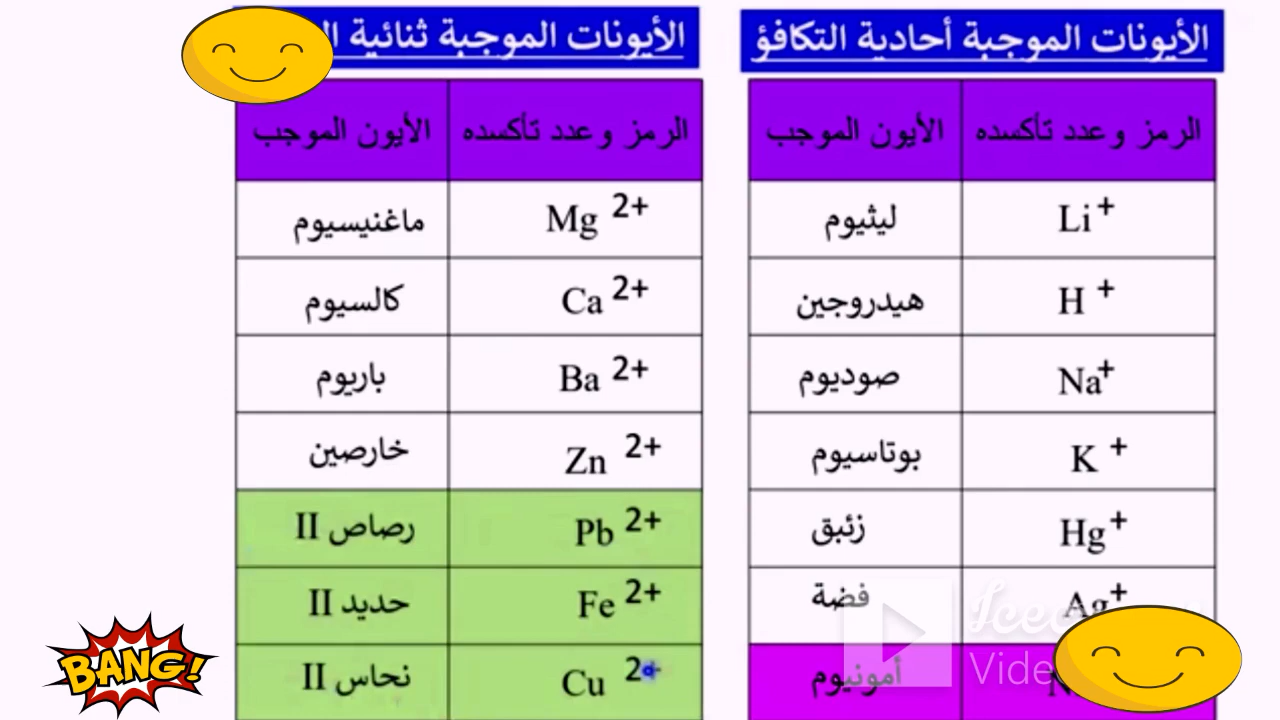 الأيونات الموجبة أحادية التكافؤ
الرمز وعدد تأكسده الأيون الموجب
Li+ ليثيوم
H+ هيدروجين
Na+ صوديوم
K+ بوتاسيوم
Hg+ زئبق
Ag+ فضة
أمونيوم
الأيونات الموجبة ثنائية
الرمز وعدد تأكسده الأيون الموجب
Mg 2+ ماغنيسيوم
Ca 2+ كالسيوم
Ba 2+ باريوم
Zn 2+ خارصين
Pb 2+ رصاص II
Fe 2+ حديد II
Cu 2+ نحاس II
BANG!